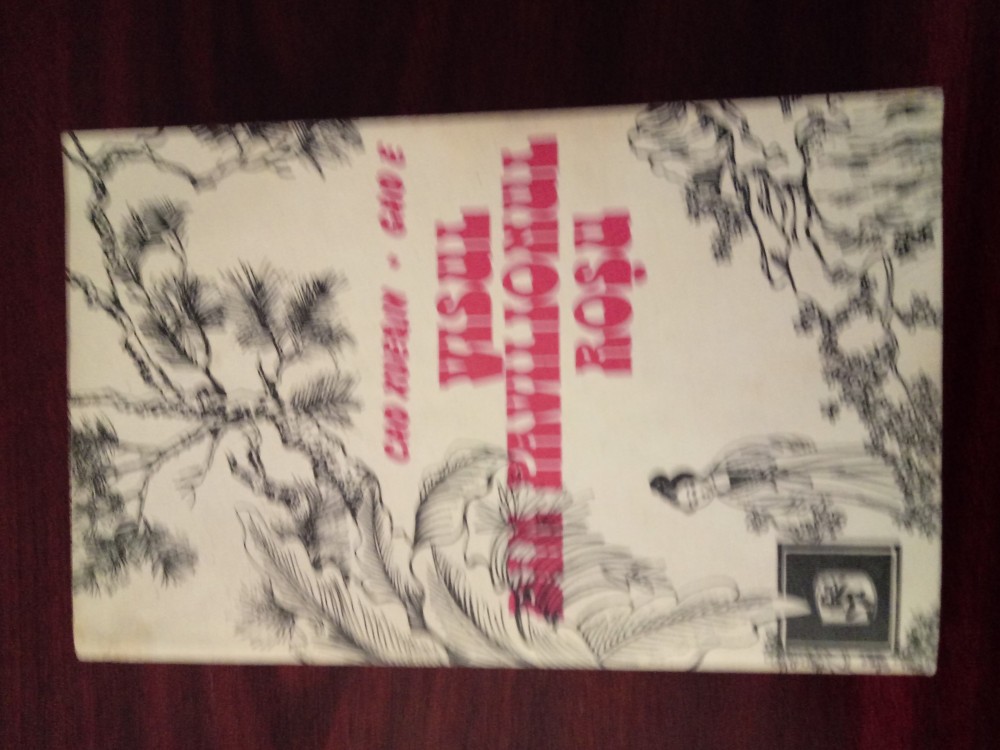 CAO XUEQIN • GAO E
VISUL
DIN PAVILIONUL
ROȘU